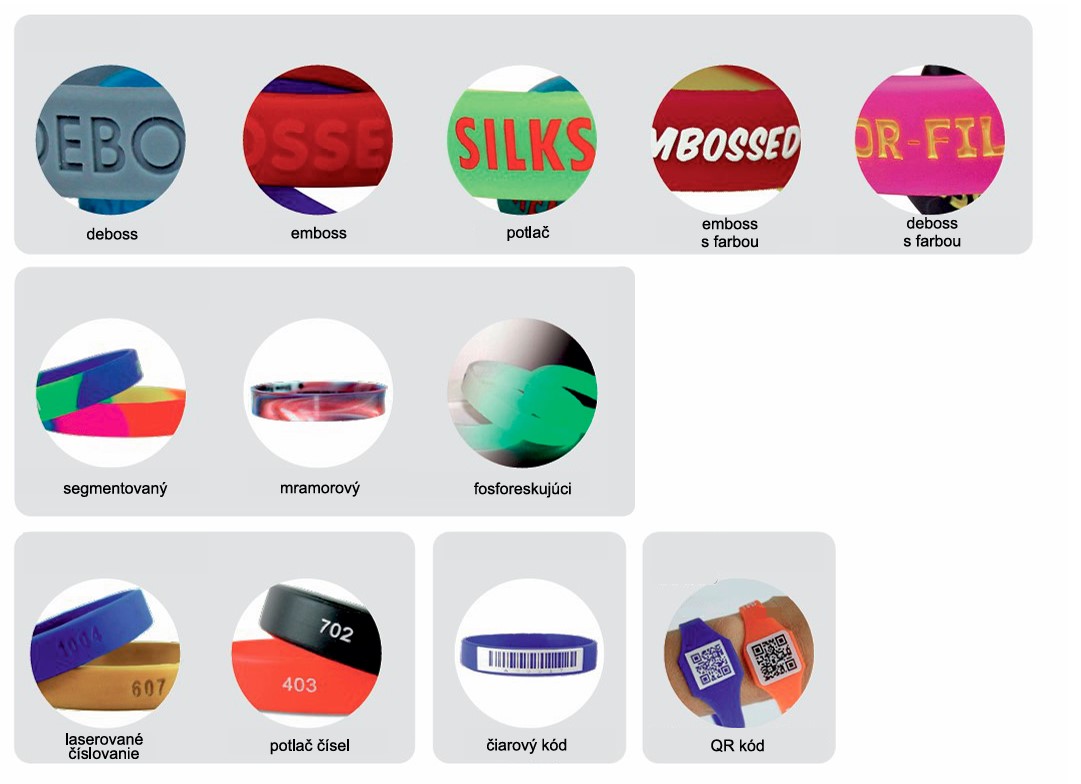 DEBO
OSSE
SILKS
MBOSSED
OR-FIL
deboss
emboss
potlač
emboss
s farbou
deboss
s farbou
segmentovaný
mramorový
fosforeskujúci
1004
607
702
403
laserované
číslovanie
potlač čísel
čiarový kód
QR kód